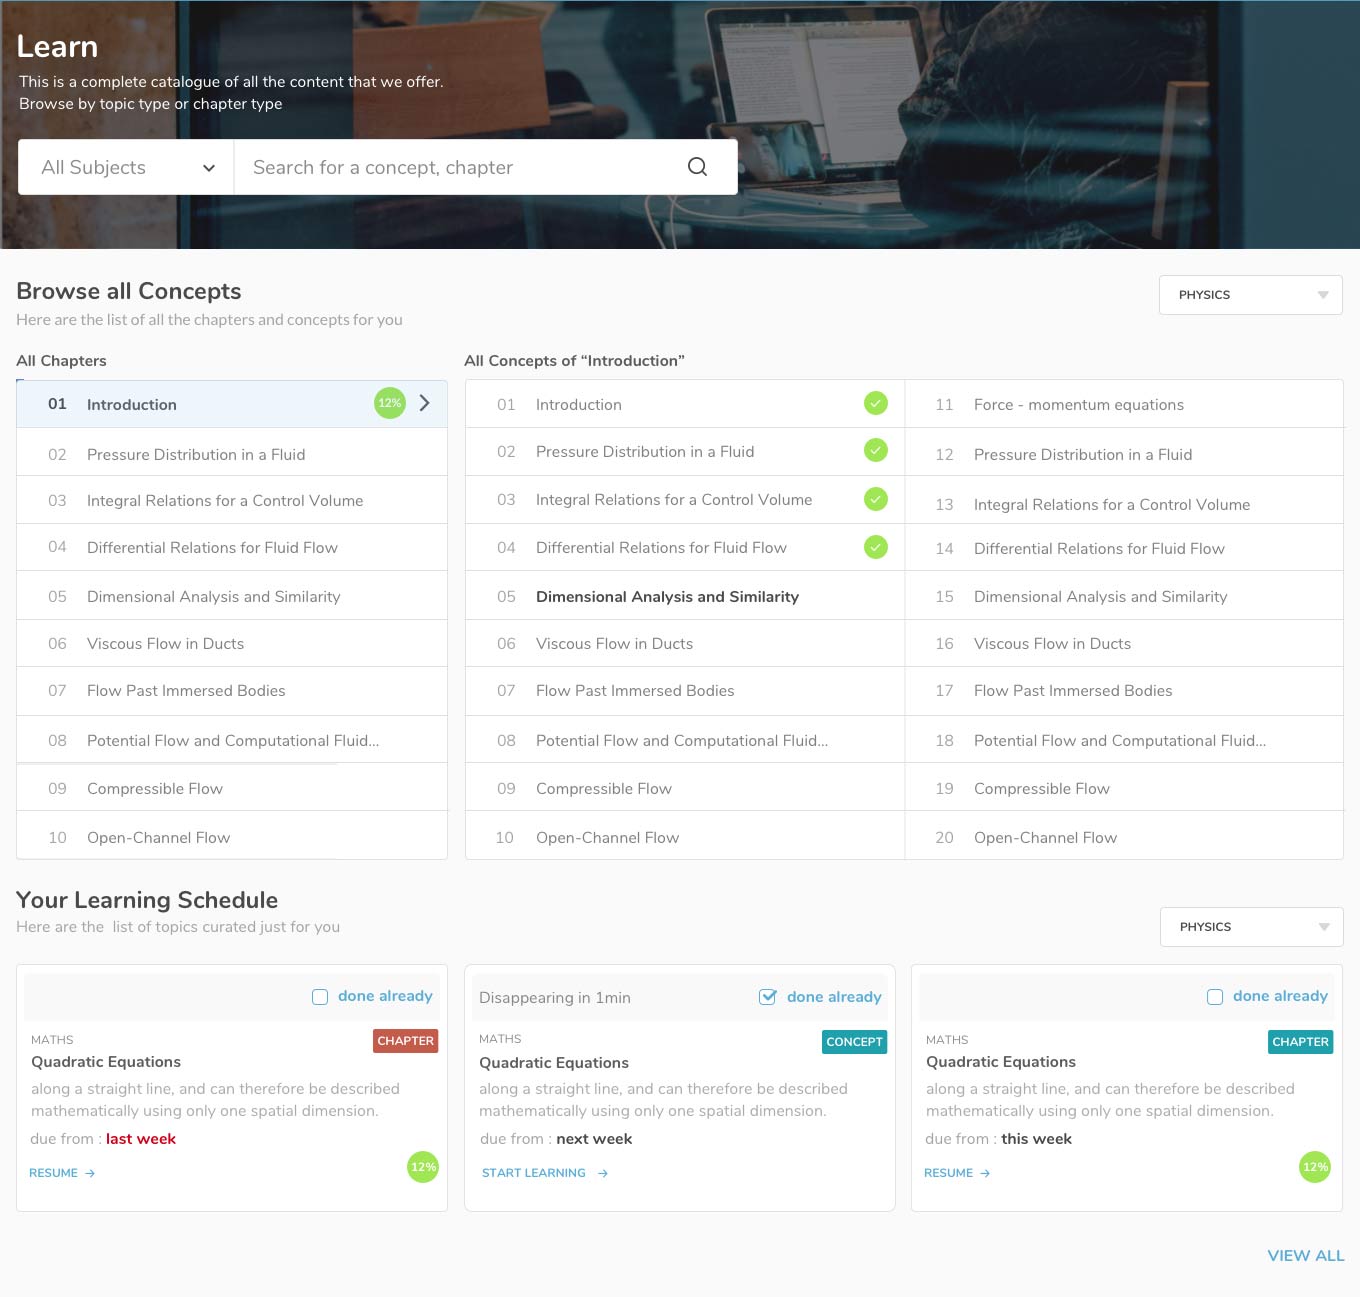 Learn
This is a complete catalogue of all the content that we offer.
Browse by topic type or chapter type
All Subjects
Search for a concept, chapter
Browse all Concepts
Here are the list of all the chapters and concepts for you
PHYSICS
All Chapters
01 Introduction 12%
02 Pressure Distribution in a Fluid
03 Integral Relations for a Control Volume
04 Differential Relations for Fluid Flow
05 Dimensional Analysis and Similarity
06 Viscous Flow in Ducts
07 Flow Past Immersed Bodies
08 Potential Flow and Computational Fluid...
09 Compressible Flow
10 Open-Channel Flow
All Concepts of “Introduction”
01 Introduction
02 Pressure Distribution in a Fluid
03 Integral Relations for a Control Volume
04 Differential Relations for Fluid Flow
05 Dimensional Analysis and Similarity
06 Viscous Flow in Ducts
07 Flow Past Immersed Bodies
08 Potential Flow and Computational Fluid...
09 Compressible Flow
10 Open-Channel Flow
11 Force - momentum equations
12 Pressure Distribution in a Fluid
13 Integral Relations for a Control Volume
14 Differential Relations for Fluid Flow
15 Dimensional Analysis and Similarity
16 Viscous Flow in Ducts
17 Flow Past Immersed Bodies
18 Potential Flow and Computational Fluid...
19 Compressible Flow
20 Open-Channel Flow
Your Learning Schedule
Here are the list of topics curated just for you
PHYSICS
done already
MATHS
CHAPTER
Quadratic Equations
along a straight line, and can therefore be described
mathematically using only one spatial dimension.
due from : last week
RESUME →
12%
Disappearing in 1min
done already
MATHS
CONCEPT
Quadratic Equations
along a straight line, and can therefore be described
mathematically using only one spatial dimension.
due from : next week
START LEARNING →
done already
MATHS
CHAPTER
Quadratic Equations
along a straight line, and can therefore be described
mathematically using only one spatial dimension.
due from : this week
RESUME →
12%
VIEW ALL